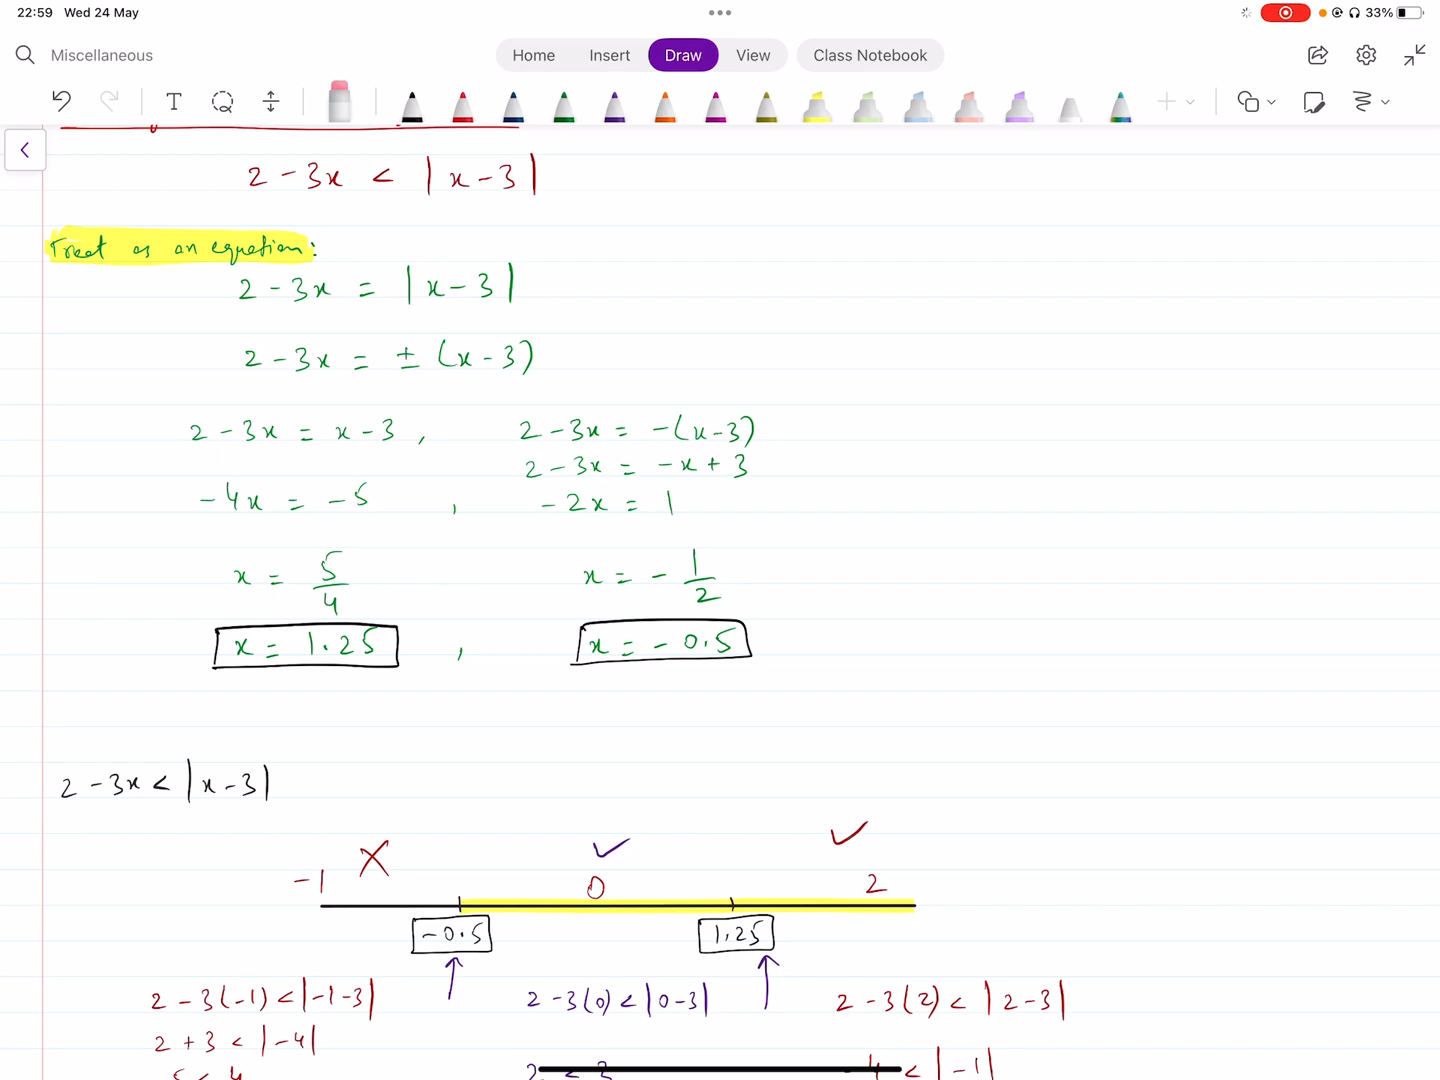 22:59 Wed 24 May
33%
Miscellaneous
Home Insert Draw View Class Notebook
2 - 3x < |x - 3|
Treat as an equation:
2 - 3x = |x - 3|
2 - 3x = ± (x - 3)
2 - 3x = x - 3 , 2 - 3x = -(x - 3)
2 - 3x = -x + 3
-4x = -5 , -2x = 1
x = 5/4 x = -1/2
x = 1.25 , x = -0.5
2 - 3x < |x - 3|
-1 0 2
-0.5 1.25
2 - 3(-1) < |-1 - 3| 2 - 3(0) < |0 - 3| 2 - 3(2) < |2 - 3|
2 + 3 < |-4|
-4 < |-1|